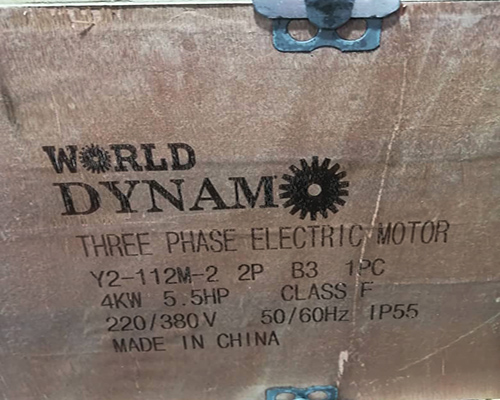 WORLD
DYNAMO
THREE PHASE ELECTRIC MOTOR
Y2-112M-2 2P B3 1PC
4KW 5.5HP CLASS F
220/380V 50/60Hz IP55
MADE IN CHINA